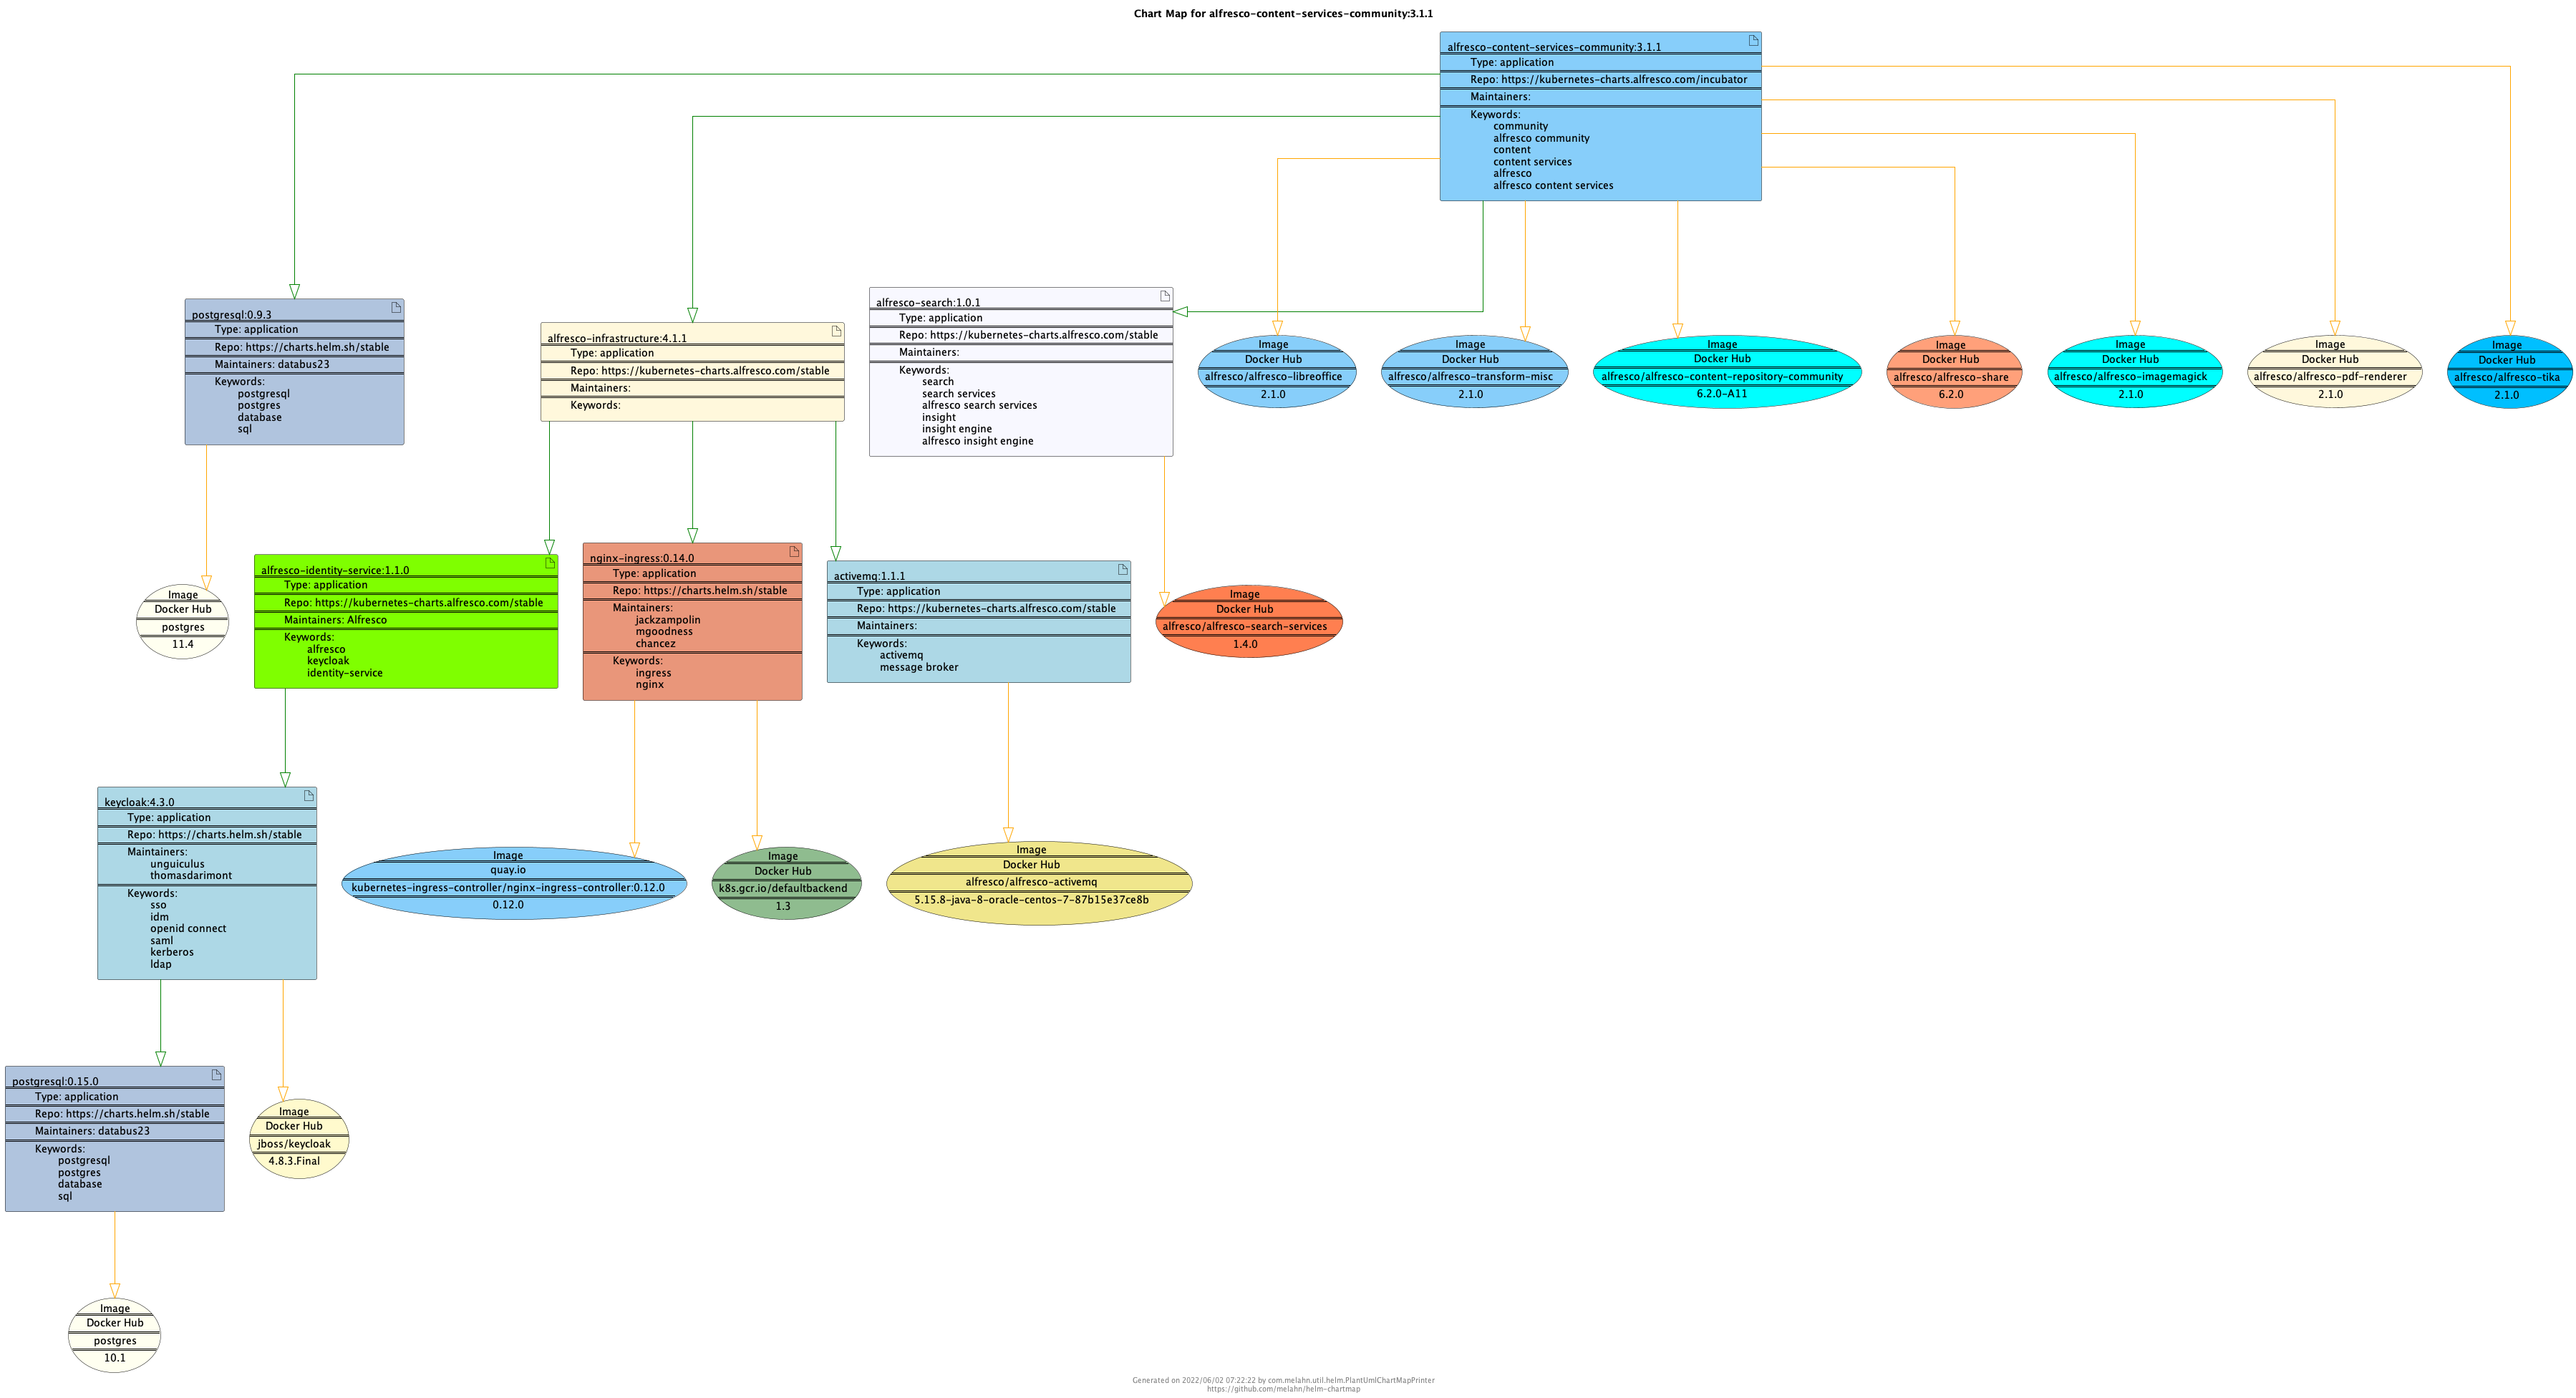 Chart Map for alfresco-content-services-community:3.1.1
alfresco-content-services-community:3.1.1
Type: application
Repo: https://kubernetes-charts.alfresco.com/incubator
Maintainers:
Keywords:
community
alfresco community
content
content services
alfresco
alfresco content services
postgresql:0.9.3
Type: application
Repo: https://charts.helm.sh/stable
Maintainers: databus23
Keywords:
postgresql
postgres
database
sql
alfresco-infrastructure:4.1.1
Type: application
Repo: https://kubernetes-charts.alfresco.com/stable
Maintainers:
Keywords:
alfresco-search:1.0.1
Type: application
Repo: https://kubernetes-charts.alfresco.com/stable
Maintainers:
Keywords:
search
search services
alfresco search services
insight
insight engine
alfresco insight engine
Image
Docker Hub
alfresco/alfresco-libreoffice
2.1.0
Image
Docker Hub
alfresco/alfresco-transform-misc
2.1.0
Image
Docker Hub
alfresco/alfresco-content-repository-community
6.2.0-A11
Image
Docker Hub
alfresco/alfresco-share
6.2.0
Image
Docker Hub
alfresco/alfresco-imagemagick
2.1.0
Image
Docker Hub
alfresco/alfresco-pdf-renderer
2.1.0
Image
Docker Hub
alfresco/alfresco-tika
2.1.0
Image
Docker Hub
postgres
11.4
alfresco-identity-service:1.1.0
Type: application
Repo: https://kubernetes-charts.alfresco.com/stable
Maintainers: Alfresco
Keywords:
alfresco
keycloak
identity-service
nginx-ingress:0.14.0
Type: application
Repo: https://charts.helm.sh/stable
Maintainers:
jackzampolin
mgoodness
chancez
Keywords:
ingress
nginx
activemq:1.1.1
Type: application
Repo: https://kubernetes-charts.alfresco.com/stable
Maintainers:
Keywords:
activemq
message broker
Image
Docker Hub
alfresco/alfresco-search-services
1.4.0
keycloak:4.3.0
Type: application
Repo: https://charts.helm.sh/stable
Maintainers:
unguiculus
thomasdarimont
Keywords:
sso
idm
openid connect
saml
kerberos
ldap
Image
quay.io
kubernetes-ingress-controller/nginx-ingress-controller:0.12.0
0.12.0
Image
Docker Hub
k8s.gcr.io/defaultbackend
1.3
Image
Docker Hub
alfresco/alfresco-activemq
5.15.8-java-8-oracle-centos-7-87b15e37ce8b
postgresql:0.15.0
Type: application
Repo: https://charts.helm.sh/stable
Maintainers: databus23
Keywords:
postgresql
postgres
database
sql
Image
Docker Hub
jboss/keycloak
4.8.3.Final
Image
Docker Hub
postgres
10.1
Generated on 2022/06/02 07:22:22 by com.melahn.util.helm.PlantUmlChartMapPrinter
https://github.com/melahn/helm-chartmap